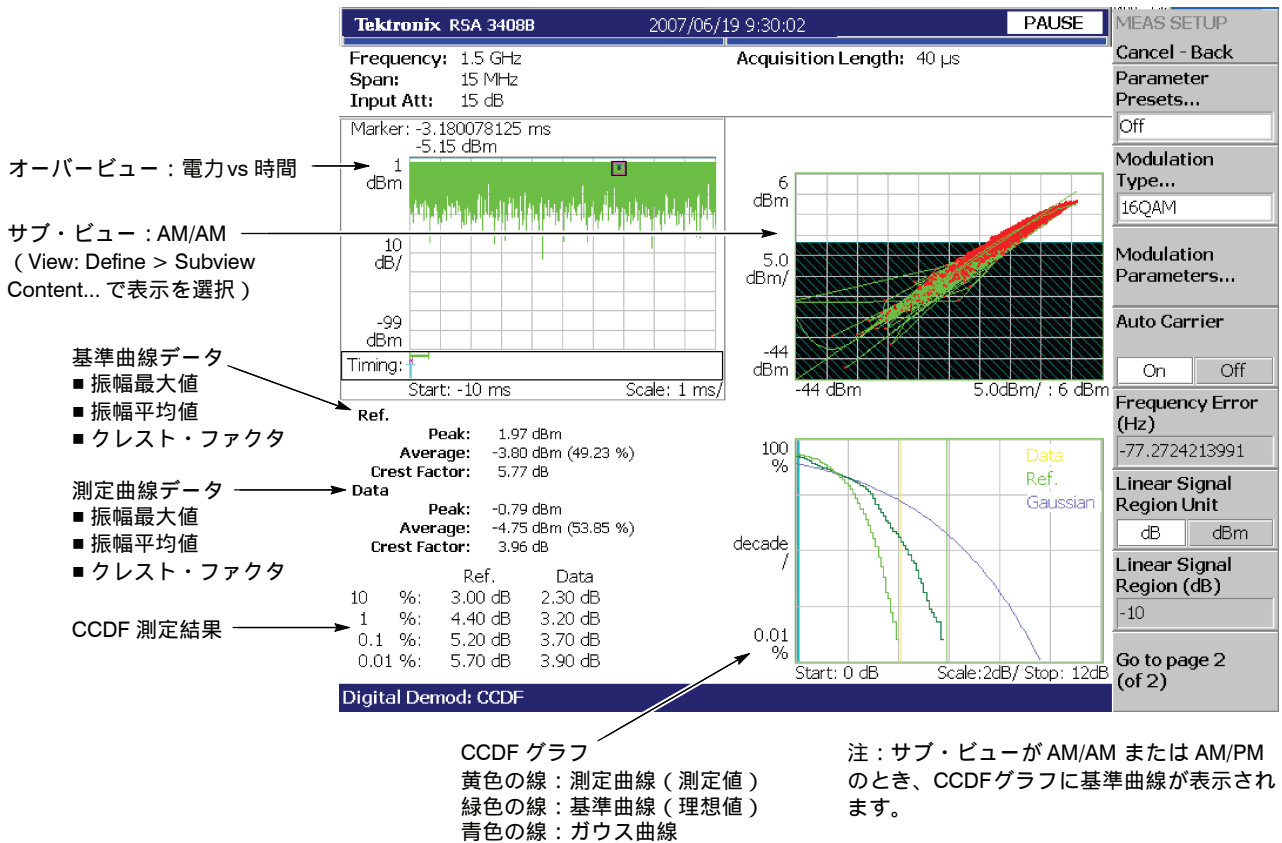 Tektronix RSA 3408B 2007/06/19 9:30:02 PAUSE
Frequency: 1.5 GHz
Span: 15 MHz
Input Att: 15 dB
Acquisition Length: 40 µs
Marker: -3.180078125 ms
-5.15 dBm
1
dBm
10
dB/
-99
dBm
Timing:
Start: -10 ms Scale: 1 ms/
6
dBm
5.0
dBm/
-44
dBm
-44 dBm 5.0dBm/ : 6 dBm
Ref.
Peak: 1.97 dBm
Average: -3.80 dBm (49.23 %)
Crest Factor: 5.77 dB
Data
Peak: -0.79 dBm
Average: -4.75 dBm (53.85 %)
Crest Factor: 3.96 dB
Ref. Data
10 %: 3.00 dB 2.30 dB
1 %: 4.40 dB 3.20 dB
0.1 %: 5.20 dB 3.70 dB
0.01 %: 5.70 dB 3.90 dB
100
%
decade
/
0.01
%
Data
Ref.
Gaussian
Start: 0 dB Scale:2dB/ Stop: 12dB
Digital Demod: CCDF
MEAS SETUP
Cancel - Back
Parameter
Presets...
Off
Modulation
Type...
16QAM
Modulation
Parameters...
Auto Carrier
On Off
Frequency Error
(Hz)
-77.2724213991
Linear Signal
Region Unit
dB dBm
Linear Signal
Region (dB)
-10
Go to page 2
(of 2)
オーバービュー：電力vs 時間
サブ・ビュー：AM/AM
（View: Define > Subview
Content... で表示を選択）
基準曲線データ
■ 振幅最大値
■ 振幅平均値
■ クレスト・ファクタ
測定曲線データ
■ 振幅最大値
■ 振幅平均値
■ クレスト・ファクタ
CCDF 測定結果
CCDF グラフ
黄色の線：測定曲線（測定値）
緑色の線：基準曲線（理想値）
青色の線：ガウス曲線
注：サブ・ビューが AM/AM または AM/PM
のとき、CCDFグラフに基準曲線が表示され
ます。